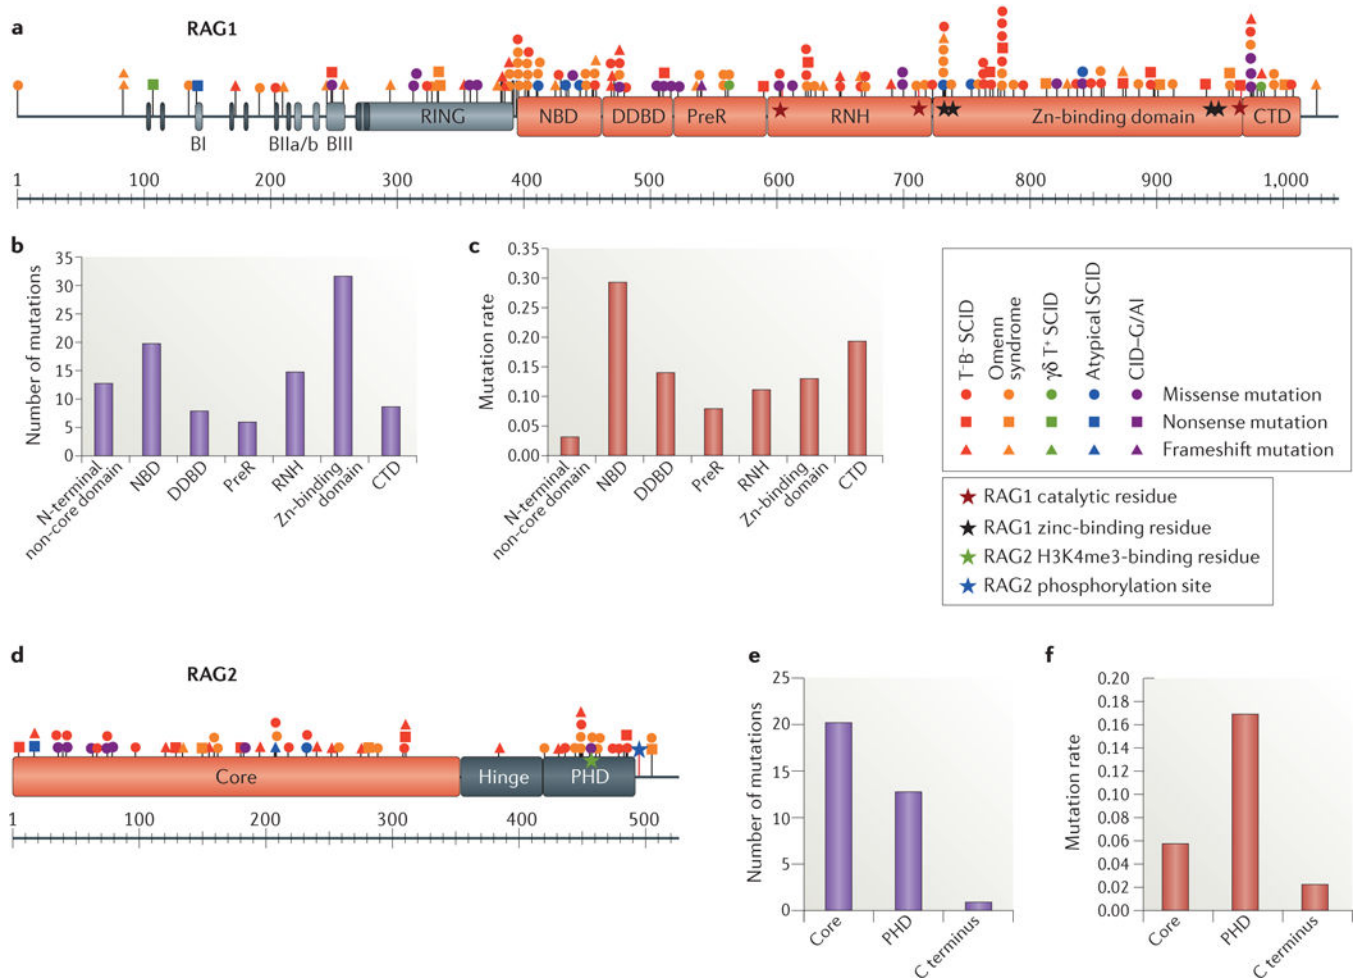 a
RAG1
RING
NBD
DDBD
PreR
RNH
Zn-binding domain
CTD
BI
BIIa/b
BIII
1
100
200
300
400
500
600
700
800
900
1,000
b
Number of mutations
35
30
25
20
15
10
5
0
N-terminal
non-core domain
NBD
DDBD
PreR
RNH
Zn-binding
domain
CTD
c
Mutation rate
0.35
0.30
0.25
0.20
0.15
0.10
0.05
0.00
N-terminal
non-core domain
NBD
DDBD
PreR
RNH
Zn-binding
domain
CTD
T⁻B⁻ SCID
Omenn
syndrome
γδ T⁺ SCID
Atypical SCID
CID–G/AI
Missense mutation
Nonsense mutation
Frameshift mutation
RAG1 catalytic residue
RAG1 zinc-binding residue
RAG2 H3K4me3-binding residue
RAG2 phosphorylation site
d
RAG2
Core
Hinge
PHD
1
100
200
300
400
500
e
Number of mutations
25
20
15
10
5
0
Core
PHD
C terminus
f
Mutation rate
0.20
0.18
0.16
0.14
0.12
0.10
0.08
0.06
0.04
0.02
0.00
Core
PHD
C terminus